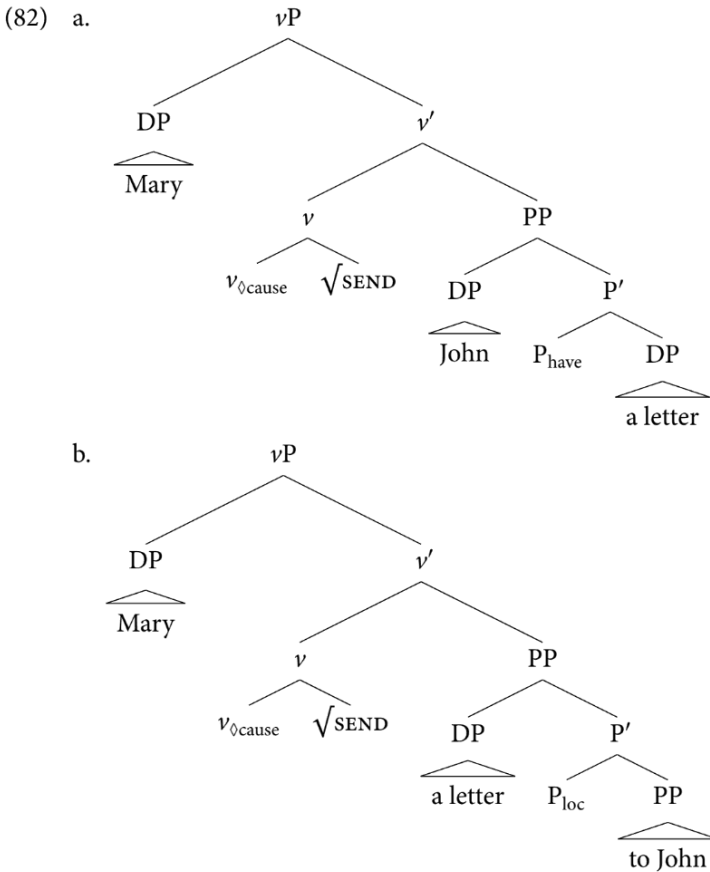 (82) a. vP
DP v′
Mary
v PP
v◊cause √SEND DP P′
John Phave DP
a letter
b. vP
DP v′
Mary
v PP
v◊cause √SEND DP P′
a letter Ploc PP
to John